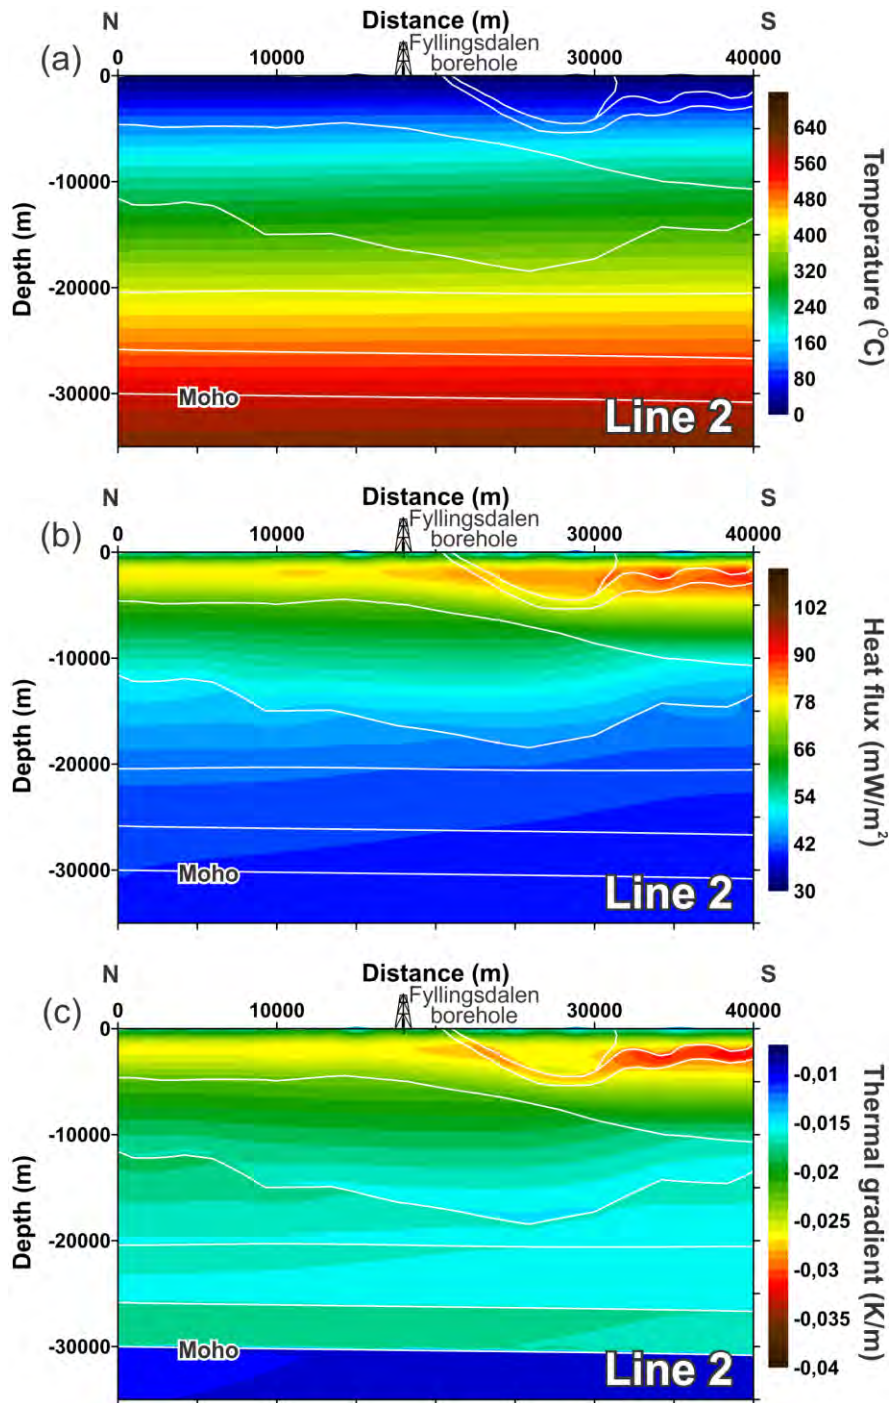 N Distance (m) S
(a) 0 10000 Fyllingsdalen 30000 40000
borehole
0
-10000
-20000
-30000
Depth (m)
Moho
Line 2
640
560
480
400
320
240
160
80
0
Temperature (°C)
N Distance (m) S
(b) 0 10000 Fyllingsdalen 30000 40000
borehole
0
-10000
-20000
-30000
Depth (m)
Moho
Line 2
102
90
78
66
54
42
30
Heat flux (mW/m²)
N Distance (m) S
(c) 0 10000 Fyllingsdalen 30000 40000
borehole
0
-10000
-20000
-30000
Depth (m)
Moho
Line 2
-0,01
-0,015
-0,02
-0,025
-0,03
-0,035
-0,04
Thermal gradient (K/m)